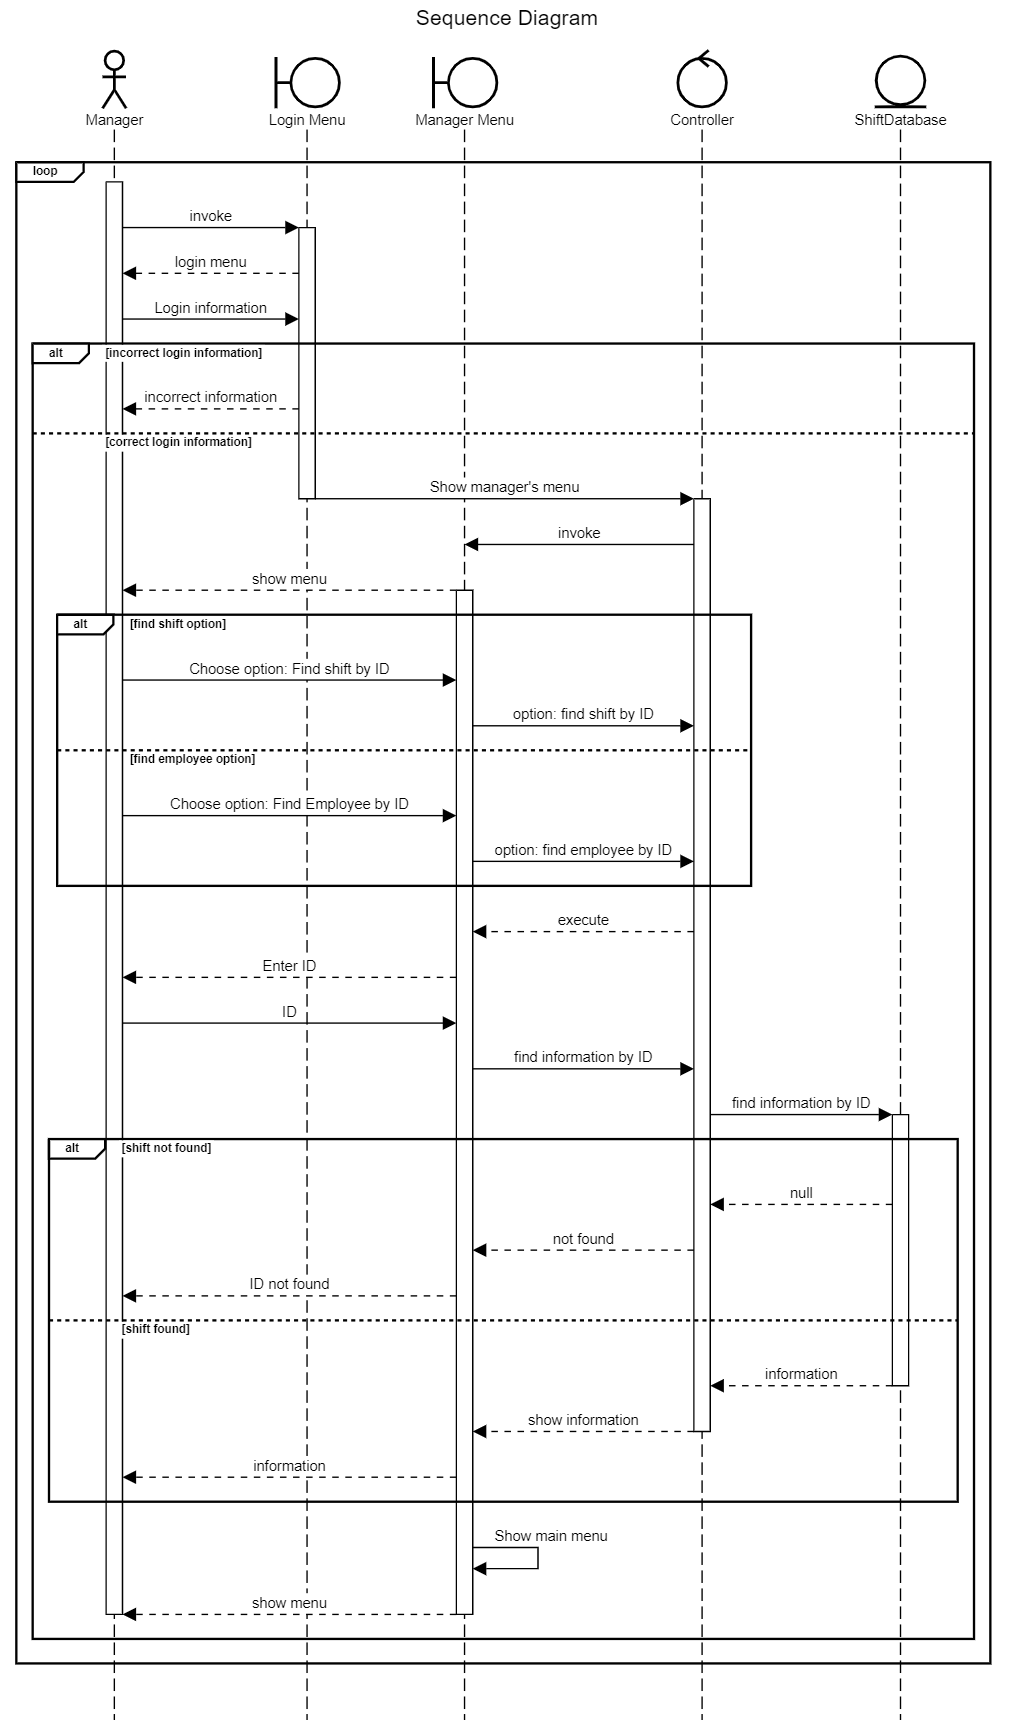 Sequence Diagram
Manager
Login Menu
Manager Menu
Controller
ShiftDatabase
loop
invoke
login menu
Login information
alt
[incorrect login information]
incorrect information
[correct login information]
Show manager's menu
invoke
show menu
alt
[find shift option]
Choose option: Find shift by ID
option: find shift by ID
[find employee option]
Choose option: Find Employee by ID
option: find employee by ID
execute
Enter ID
ID
find information by ID
find information by ID
alt
[shift not found]
null
not found
ID not found
[shift found]
information
show information
information
Show main menu
show menu